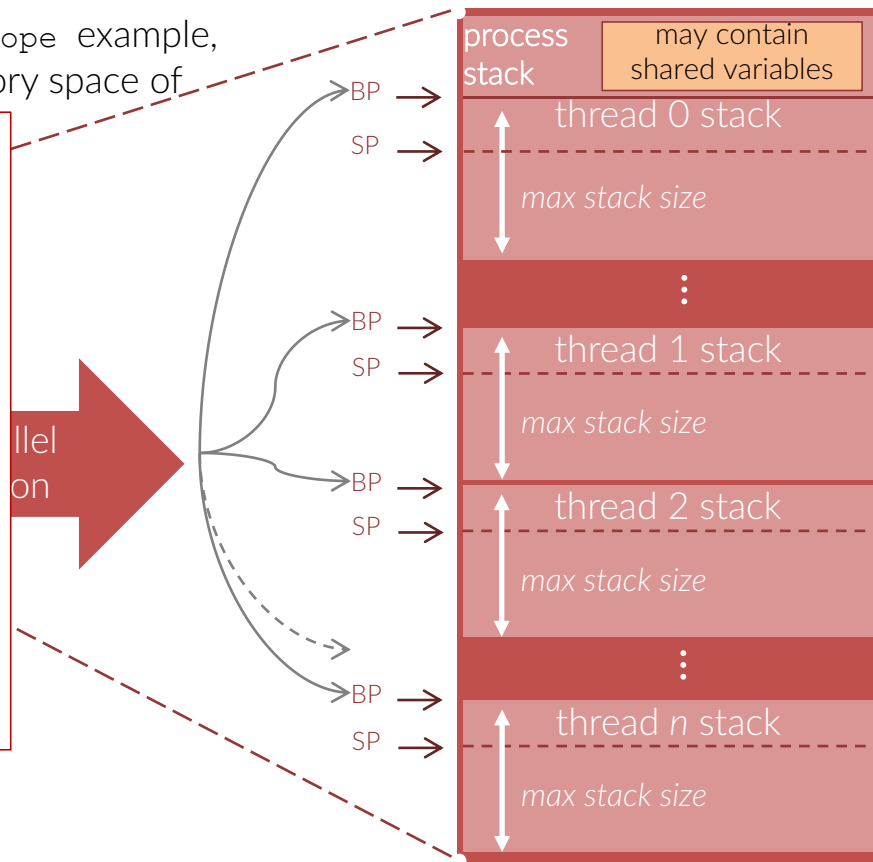 ope example,
ory space of
llel
on
BP
SP
BP
SP
BP
SP
BP
SP
process
stack
may contain
shared variables
thread 0 stack
max stack size
⋮
thread 1 stack
max stack size
thread 2 stack
max stack size
⋮
thread n stack
max stack size